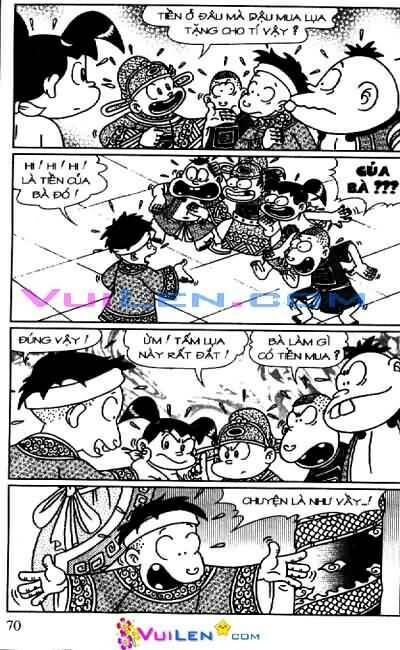 TIỀN Ở ĐÂU MÀ DẬU MUA LỤA
TẶNG CHO TÍ VẬY ?
HI ! HI ! HI !
LÀ TIỀN CỦA
BÀ ĐÓ !
CỦA
BÀ ???
VUILEN.COM
ĐÚNG VẬY !
ỪM ! TẤM LỤA
NÀY RẤT ĐẮT !
BÀ LÀM GÌ
CÓ TIỀN MUA ?
CHUYỆN LÀ NHƯ VẦY...!
70
VUILEN.COM